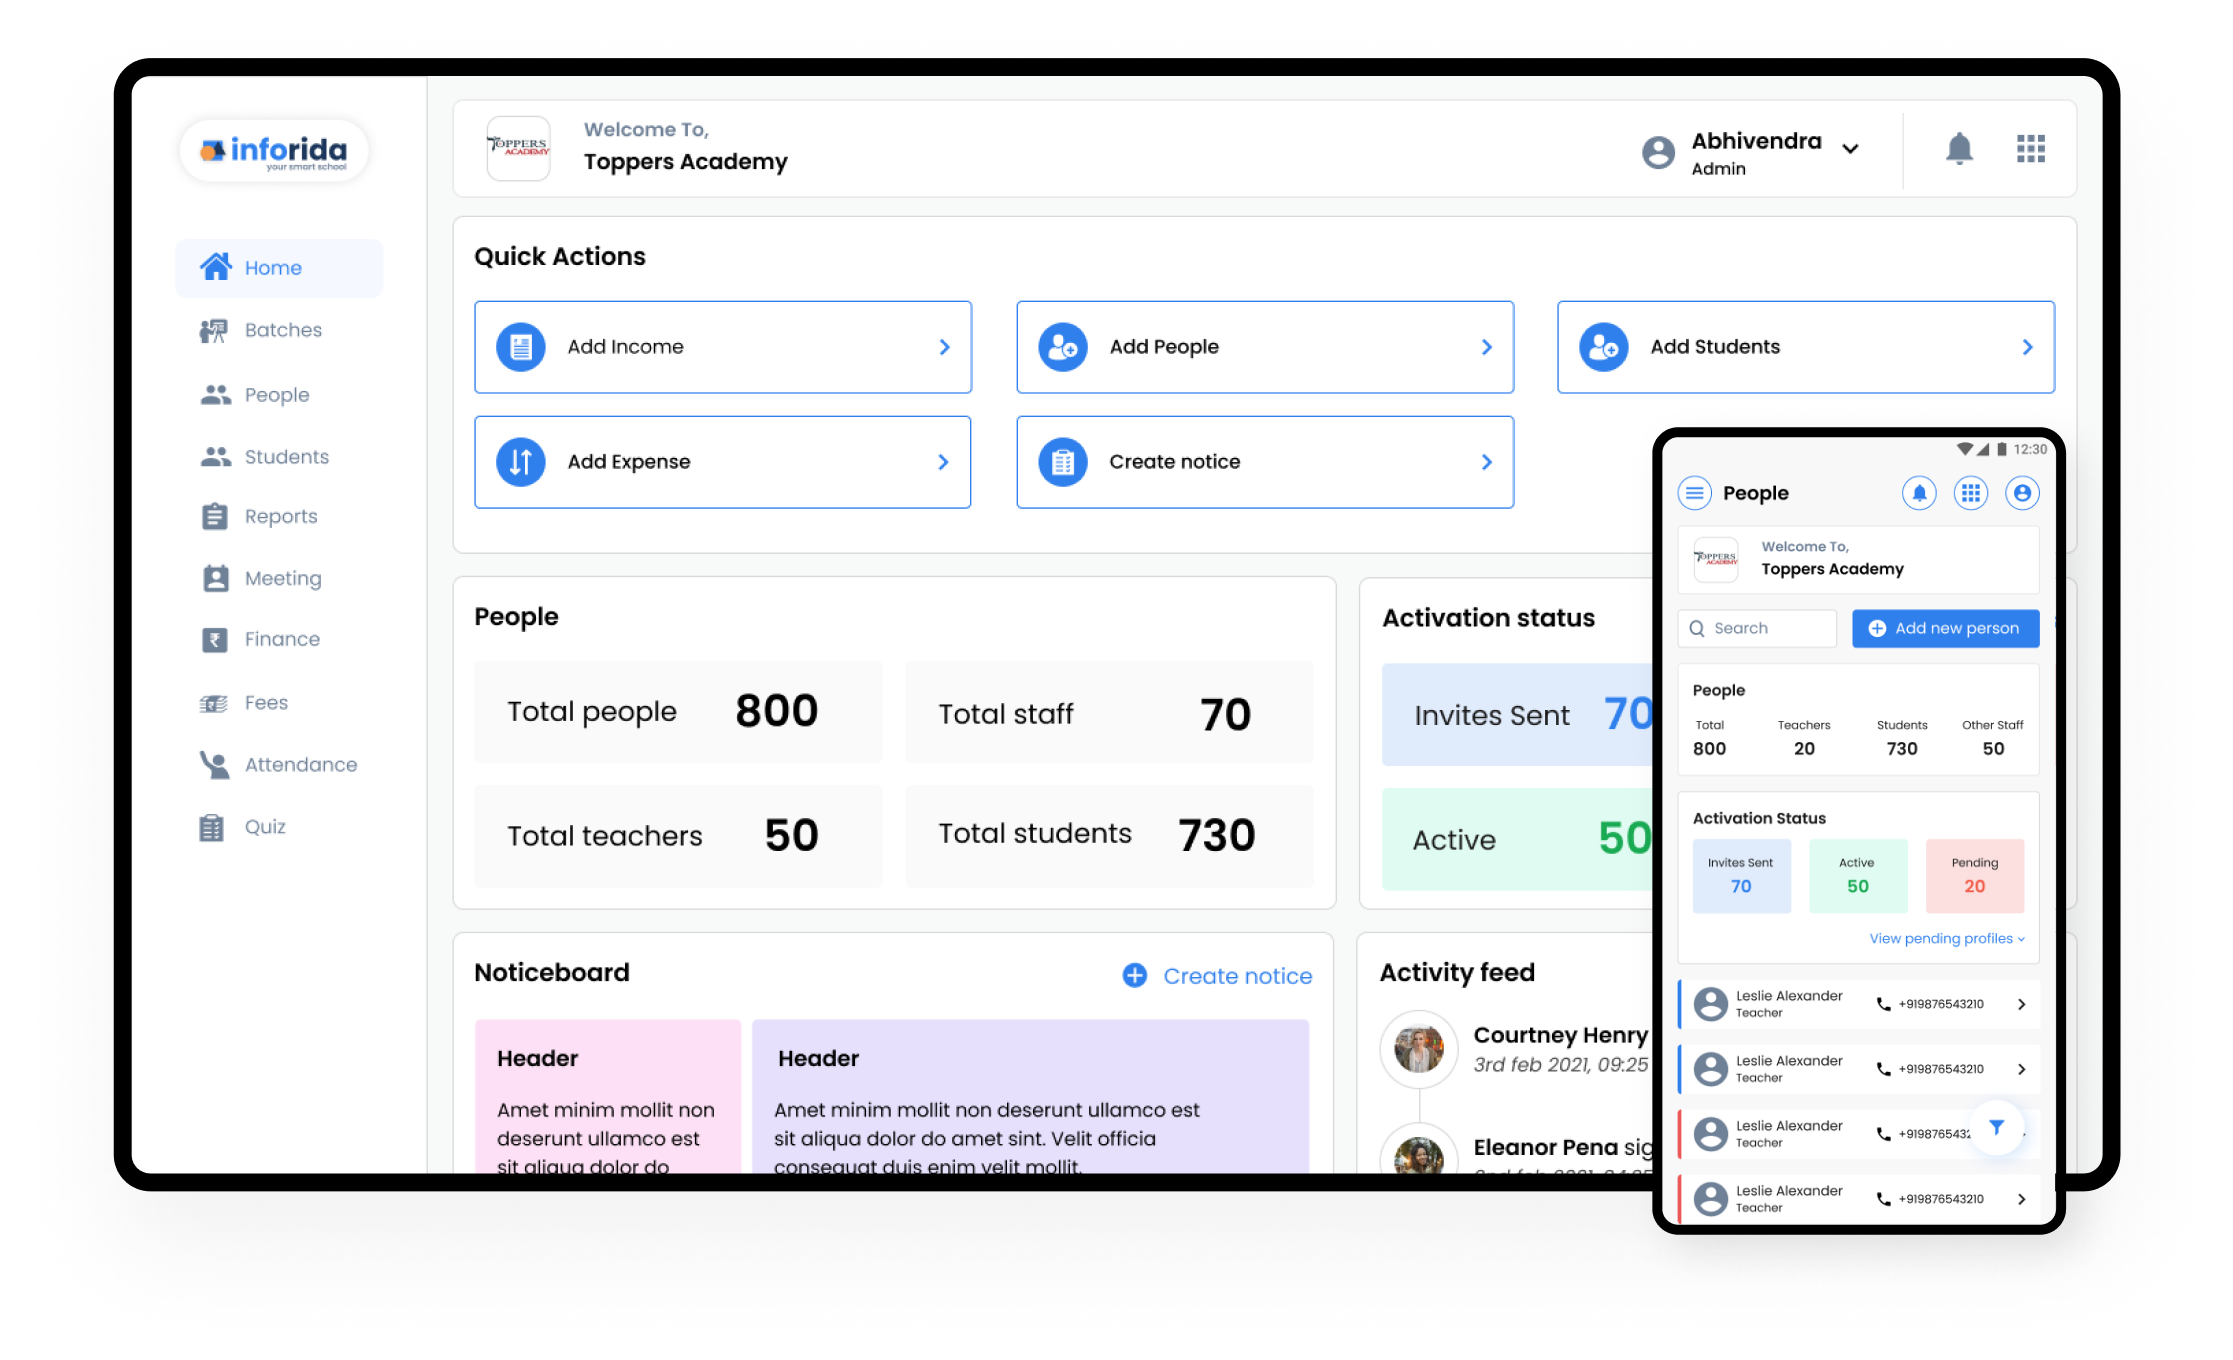 inforida
your smart school
Home
Batches
People
Students
Reports
Meeting
Finance
Fees
Attendance
Quiz
TOPPERS
ACADEMY
Welcome To,
Toppers Academy
Abhivendra
Admin
Quick Actions
Add Income
Add People
Add Students
Add Expense
Create notice
People
Total people 800
Total staff 70
Total teachers 50
Total students 730
Activation status
Invites Sent 70
Active 50
Noticeboard
Create notice
Header
Amet minim mollit non
deserunt ullamco est
sit aliqua dolor do
Header
Amet minim mollit non deserunt ullamco est
sit aliqua dolor do amet sint. Velit officia
consequat duis enim velit mollit.
Activity feed
Courtney Henry
3rd feb 2021, 09:25
Eleanor Pena sig
12:30
People
TOPPERS
ACADEMY
Welcome To,
Toppers Academy
Search
Add new person
People
Total Teachers Students Other Staff
800 20 730 50
Activation Status
Invites Sent Active Pending
70 50 20
View pending profiles
Leslie Alexander
Teacher
+919876543210
Leslie Alexander
Teacher
+919876543210
Leslie Alexander
Teacher
+9198765432
Leslie Alexander
Teacher
+919876543210